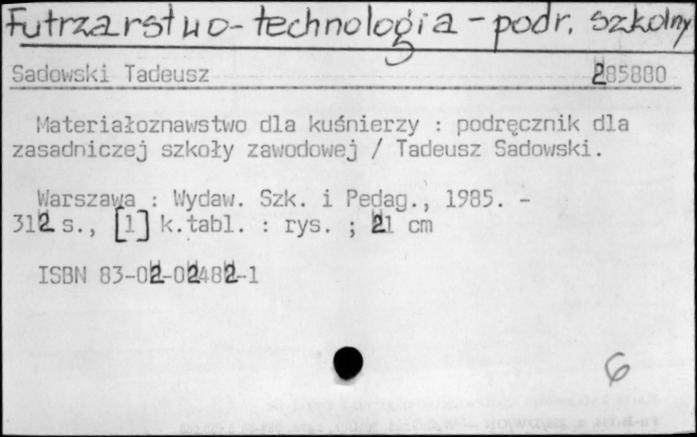 Futrzarstwo-technologia-podr. szkolny
Sadowski Tadeusz 285880
Materiałoznawstwo dla kuśnierzy : podręcznik dla
zasadniczej szkoły zawodowej / Tadeusz Sadowski.
Warszawa : Wydaw. Szk. i Pedag., 1985. -
312 s., [1] k.tabl. : rys. ; 21 cm
ISBN 83-02-02482-1
6